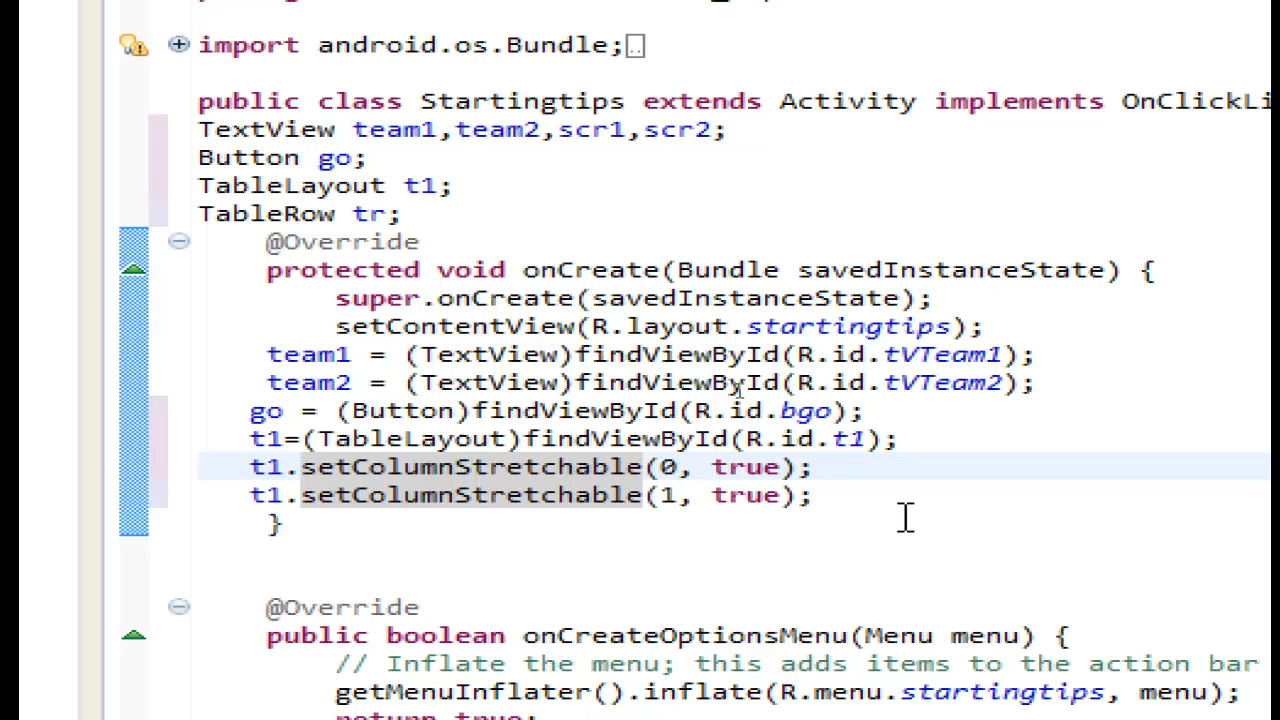 import android.os.Bundle;
public class Startingtips extends Activity implements OnClickLi
TextView team1,team2,scr1,scr2;
Button go;
TableLayout t1;
TableRow tr;
@Override
protected void onCreate(Bundle savedInstanceState) {
super.onCreate(savedInstanceState);
setContentView(R.layout.startingtips);
team1 = (TextView)findViewById(R.id.tVTeam1);
team2 = (TextView)findViewById(R.id.tVTeam2);
go = (Button)findViewById(R.id.bgo);
t1=(TableLayout)findViewById(R.id.t1);
t1.setColumnStretchable(0, true);
t1.setColumnStretchable(1, true);
}
@Override
public boolean onCreateOptionsMenu(Menu menu) {
// Inflate the menu; this adds items to the action bar
getMenuInflater().inflate(R.menu.startingtips, menu);
return true;